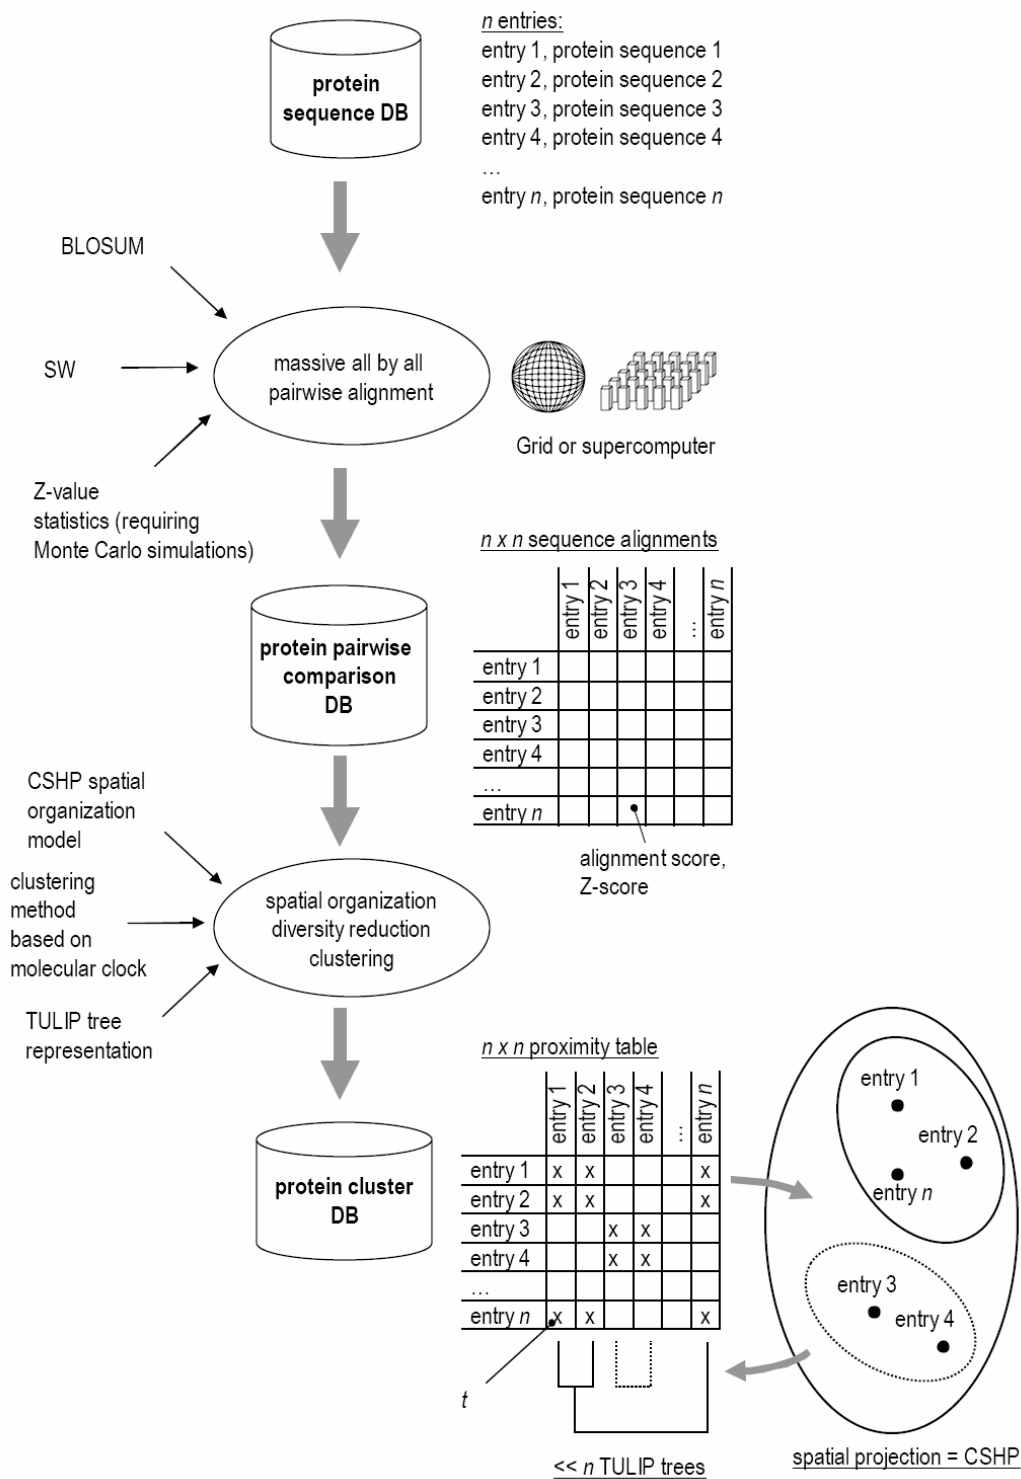 n entries:
entry 1, protein sequence 1
entry 2, protein sequence 2
entry 3, protein sequence 3
entry 4, protein sequence 4
...
entry n, protein sequence n
protein
sequence DB
BLOSUM
SW
Z-value
statistics (requiring
Monte Carlo simulations)
massive all by all
pairwise alignment
Grid or supercomputer
n x n sequence alignments
entry 1
entry 2
entry 3
entry 4
...
entry n
entry 1
entry 2
entry 3
entry 4
...
entry n
alignment score,
Z-score
protein pairwise
comparison
DB
CSHP spatial
organization
model
clustering
method
based on
molecular clock
TULIP tree
representation
spatial organization
diversity reduction
clustering
n x n proximity table
entry 1
entry 2
entry 3
entry 4
...
entry n
entry 1 x x x
entry 2 x x x
entry 3 x x
entry 4 x x
...
entry n x x x
t
protein cluster
DB
entry 1
entry 2
entry n
entry 3
entry 4
<< n TULIP trees
spatial projection = CSHP